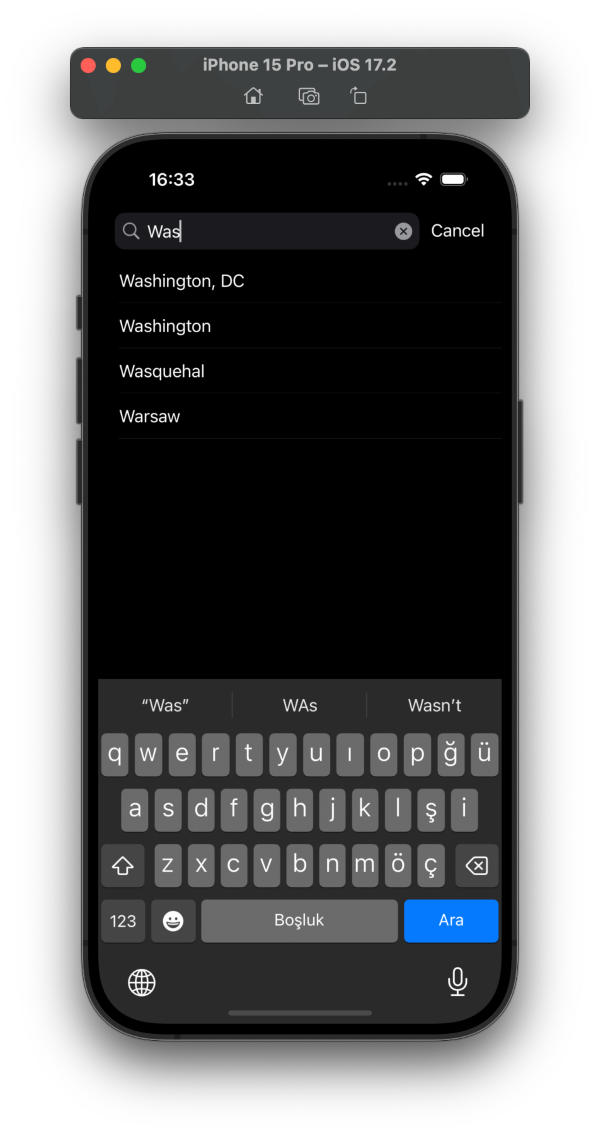 iPhone 15 Pro – iOS 17.2
16:33
Was Cancel
Washington, DC
Washington
Wasquehal
Warsaw
“Was” WAs Wasn’t
q w e r t y u ı o p ğ ü
a s d f g h j k l ş i
z x c v b n m ö ç
123 Boşluk Ara